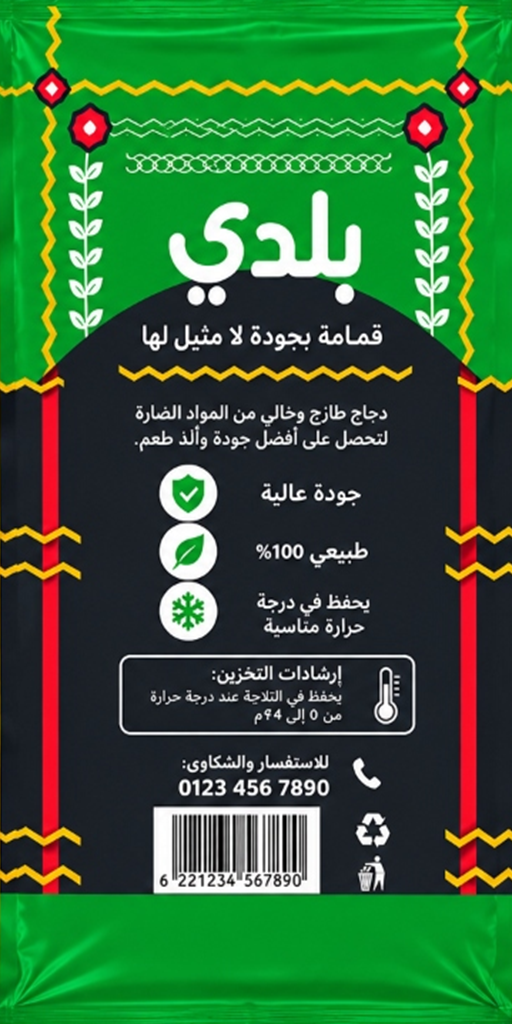 بلدي
قمامة بجودة لا مثيل لها
دجاج طازج وخالي من المواد الضارة
لتحصل على أفضل جودة وألذ طعم.
جودة عالية
طبيعي 100%
يحفظ في درجة
حرارة متاسية
إرشادات التخزين:
يحفظ في الثلاجة عند درجة حرارة
من 0 إلى
للاستفسار والشكاوى:
0123 456 7890
6 221234 567890